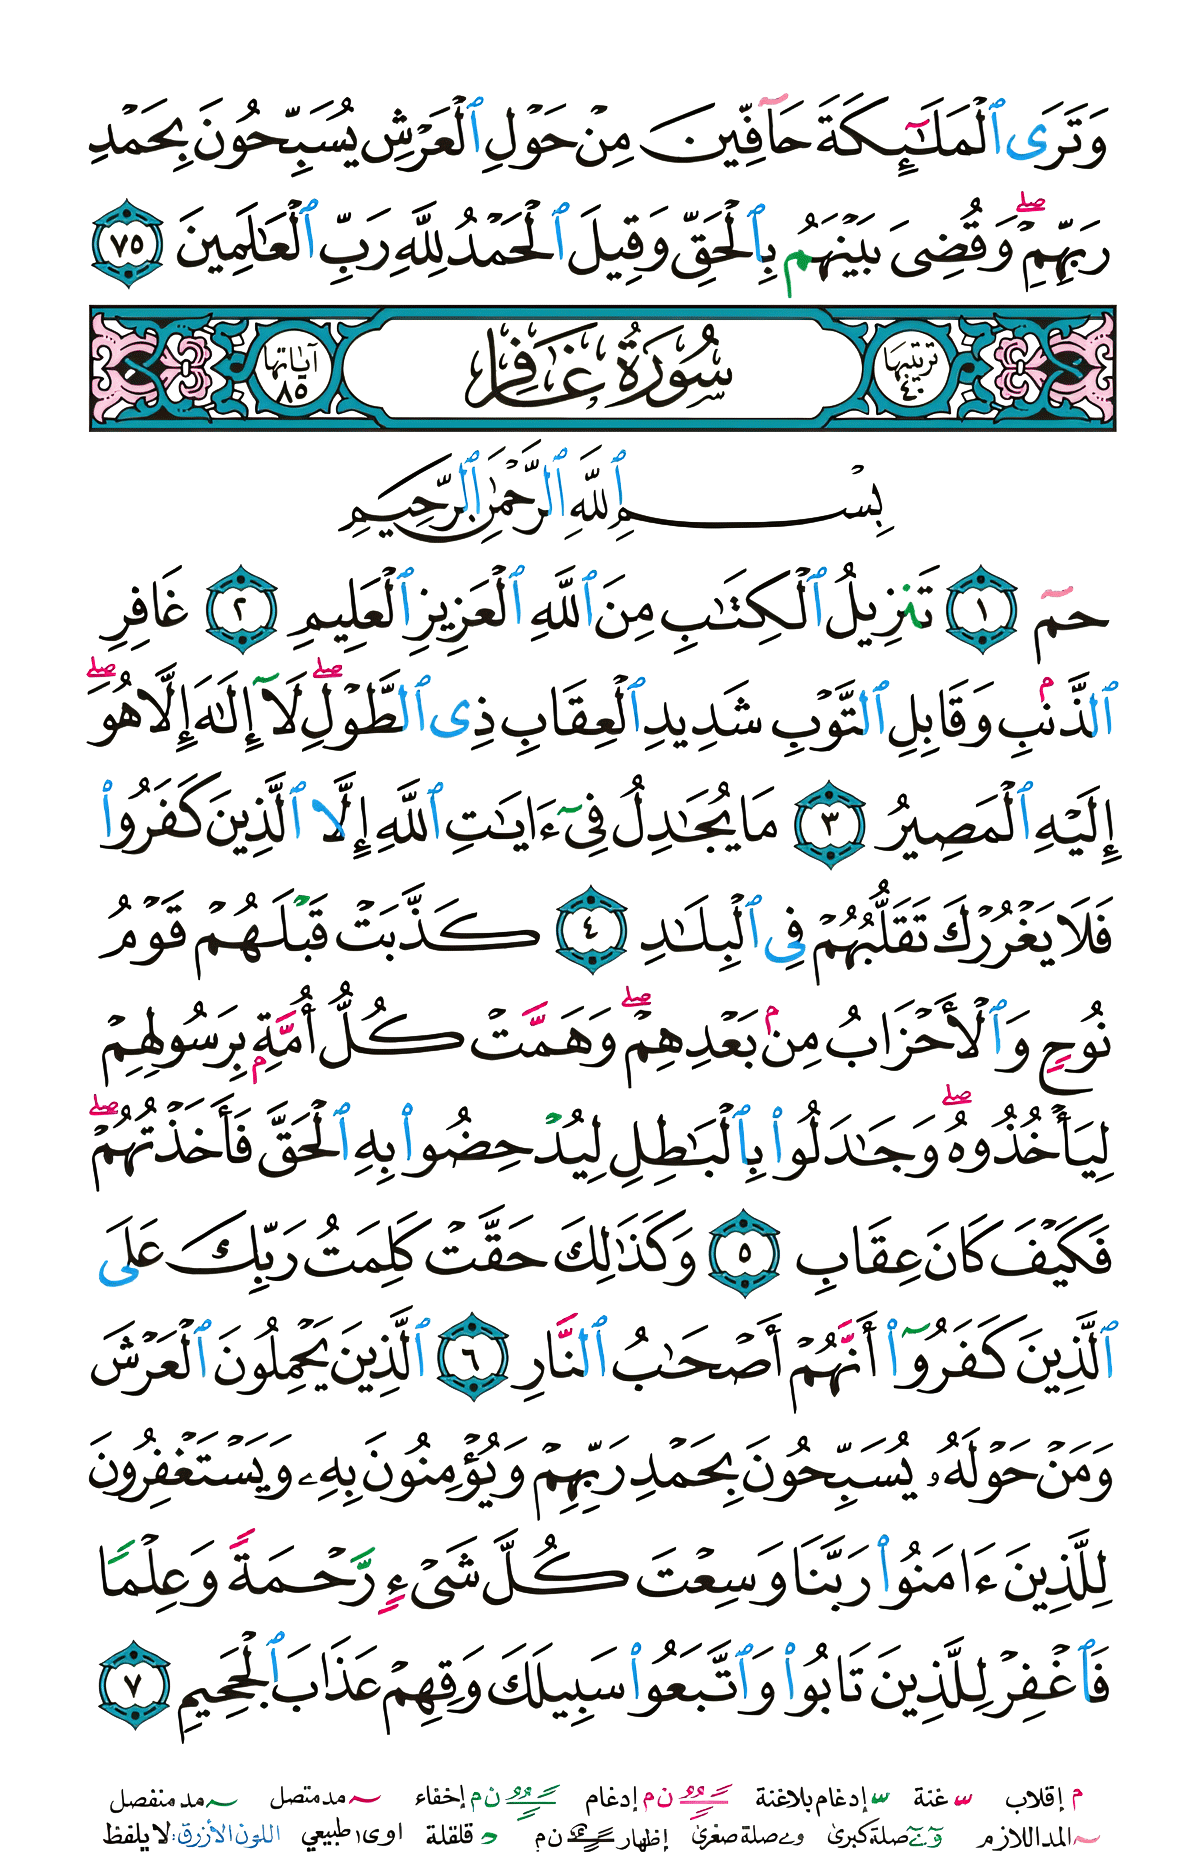 وَتَرَى ٱلْمَلَـٰٓئِكَةَ حَآفِّينَ مِنْ حَوْلِ ٱلْعَرْشِ يُسَبِّحُونَ بِحَمْدِ
رَبِّهِمْ ۖ وَقُضِىَ بَيْنَهُم بِٱلْحَقِّ وَقِيلَ ٱلْحَمْدُ لِلَّهِ رَبِّ ٱلْعَـٰلَمِينَ ٧٥
ترتيبها ٤٠ سُورَةُ غَافِرٍ آياتها ٨٥
بِسْمِ ٱللَّهِ ٱلرَّحْمَـٰنِ ٱلرَّحِيمِ
حمٓ ١ تَنزِيلُ ٱلْكِتَـٰبِ مِنَ ٱللَّهِ ٱلْعَزِيزِ ٱلْعَلِيمِ ٢ غَافِرِ
ٱلذَّنۢبِ وَقَابِلِ ٱلتَّوْبِ شَدِيدِ ٱلْعِقَابِ ذِى ٱلطَّوْلِ ۖ لَآ إِلَـٰهَ إِلَّا هُوَ ۖ
إِلَيْهِ ٱلْمَصِيرُ ٣ مَا يُجَـٰدِلُ فِىٓ ءَايَـٰتِ ٱللَّهِ إِلَّا ٱلَّذِينَ كَفَرُوا۟
فَلَا يَغْرُرْكَ تَقَلُّبُهُمْ فِى ٱلْبِلَـٰدِ ٤ كَذَّبَتْ قَبْلَهُمْ قَوْمُ
نُوحٍ وَٱلْأَحْزَابُ مِنۢ بَعْدِهِمْ ۖ وَهَمَّتْ كُلُّ أُمَّةٍۭ بِرَسُولِهِمْ
لِيَأْخُذُوهُ ۖ وَجَـٰدَلُوا۟ بِٱلْبَـٰطِلِ لِيُدْحِضُوا۟ بِهِ ٱلْحَقَّ فَأَخَذْتُهُمْ ۖ
فَكَيْفَ كَانَ عِقَابِ ٥ وَكَذَٰلِكَ حَقَّتْ كَلِمَتُ رَبِّكَ عَلَى
ٱلَّذِينَ كَفَرُوٓا۟ أَنَّهُمْ أَصْحَـٰبُ ٱلنَّارِ ٦ ٱلَّذِينَ يَحْمِلُونَ ٱلْعَرْشَ
وَمَنْ حَوْلَهُۥ يُسَبِّحُونَ بِحَمْدِ رَبِّهِمْ وَيُؤْمِنُونَ بِهِۦ وَيَسْتَغْفِرُونَ
لِلَّذِينَ ءَامَنُوا۟ رَبَّنَا وَسِعْتَ كُلَّ شَىْءٍ رَّحْمَةً وَعِلْمًا
فَٱغْفِرْ لِلَّذِينَ تَابُوا۟ وَٱتَّبَعُوا۟ سَبِيلَكَ وَقِهِمْ عَذَابَ ٱلْجَحِيمِ ٧
م إقلاب غنة إدغام بلاغنة ن م إدغام ن م إخفاء مد متصل مد منفصل
المد اللازم صلة كبرى و ے صلة صغرى إظهار ن م قلقلة ا و ى طبيعي اللون الأزرق: لا يلفظ